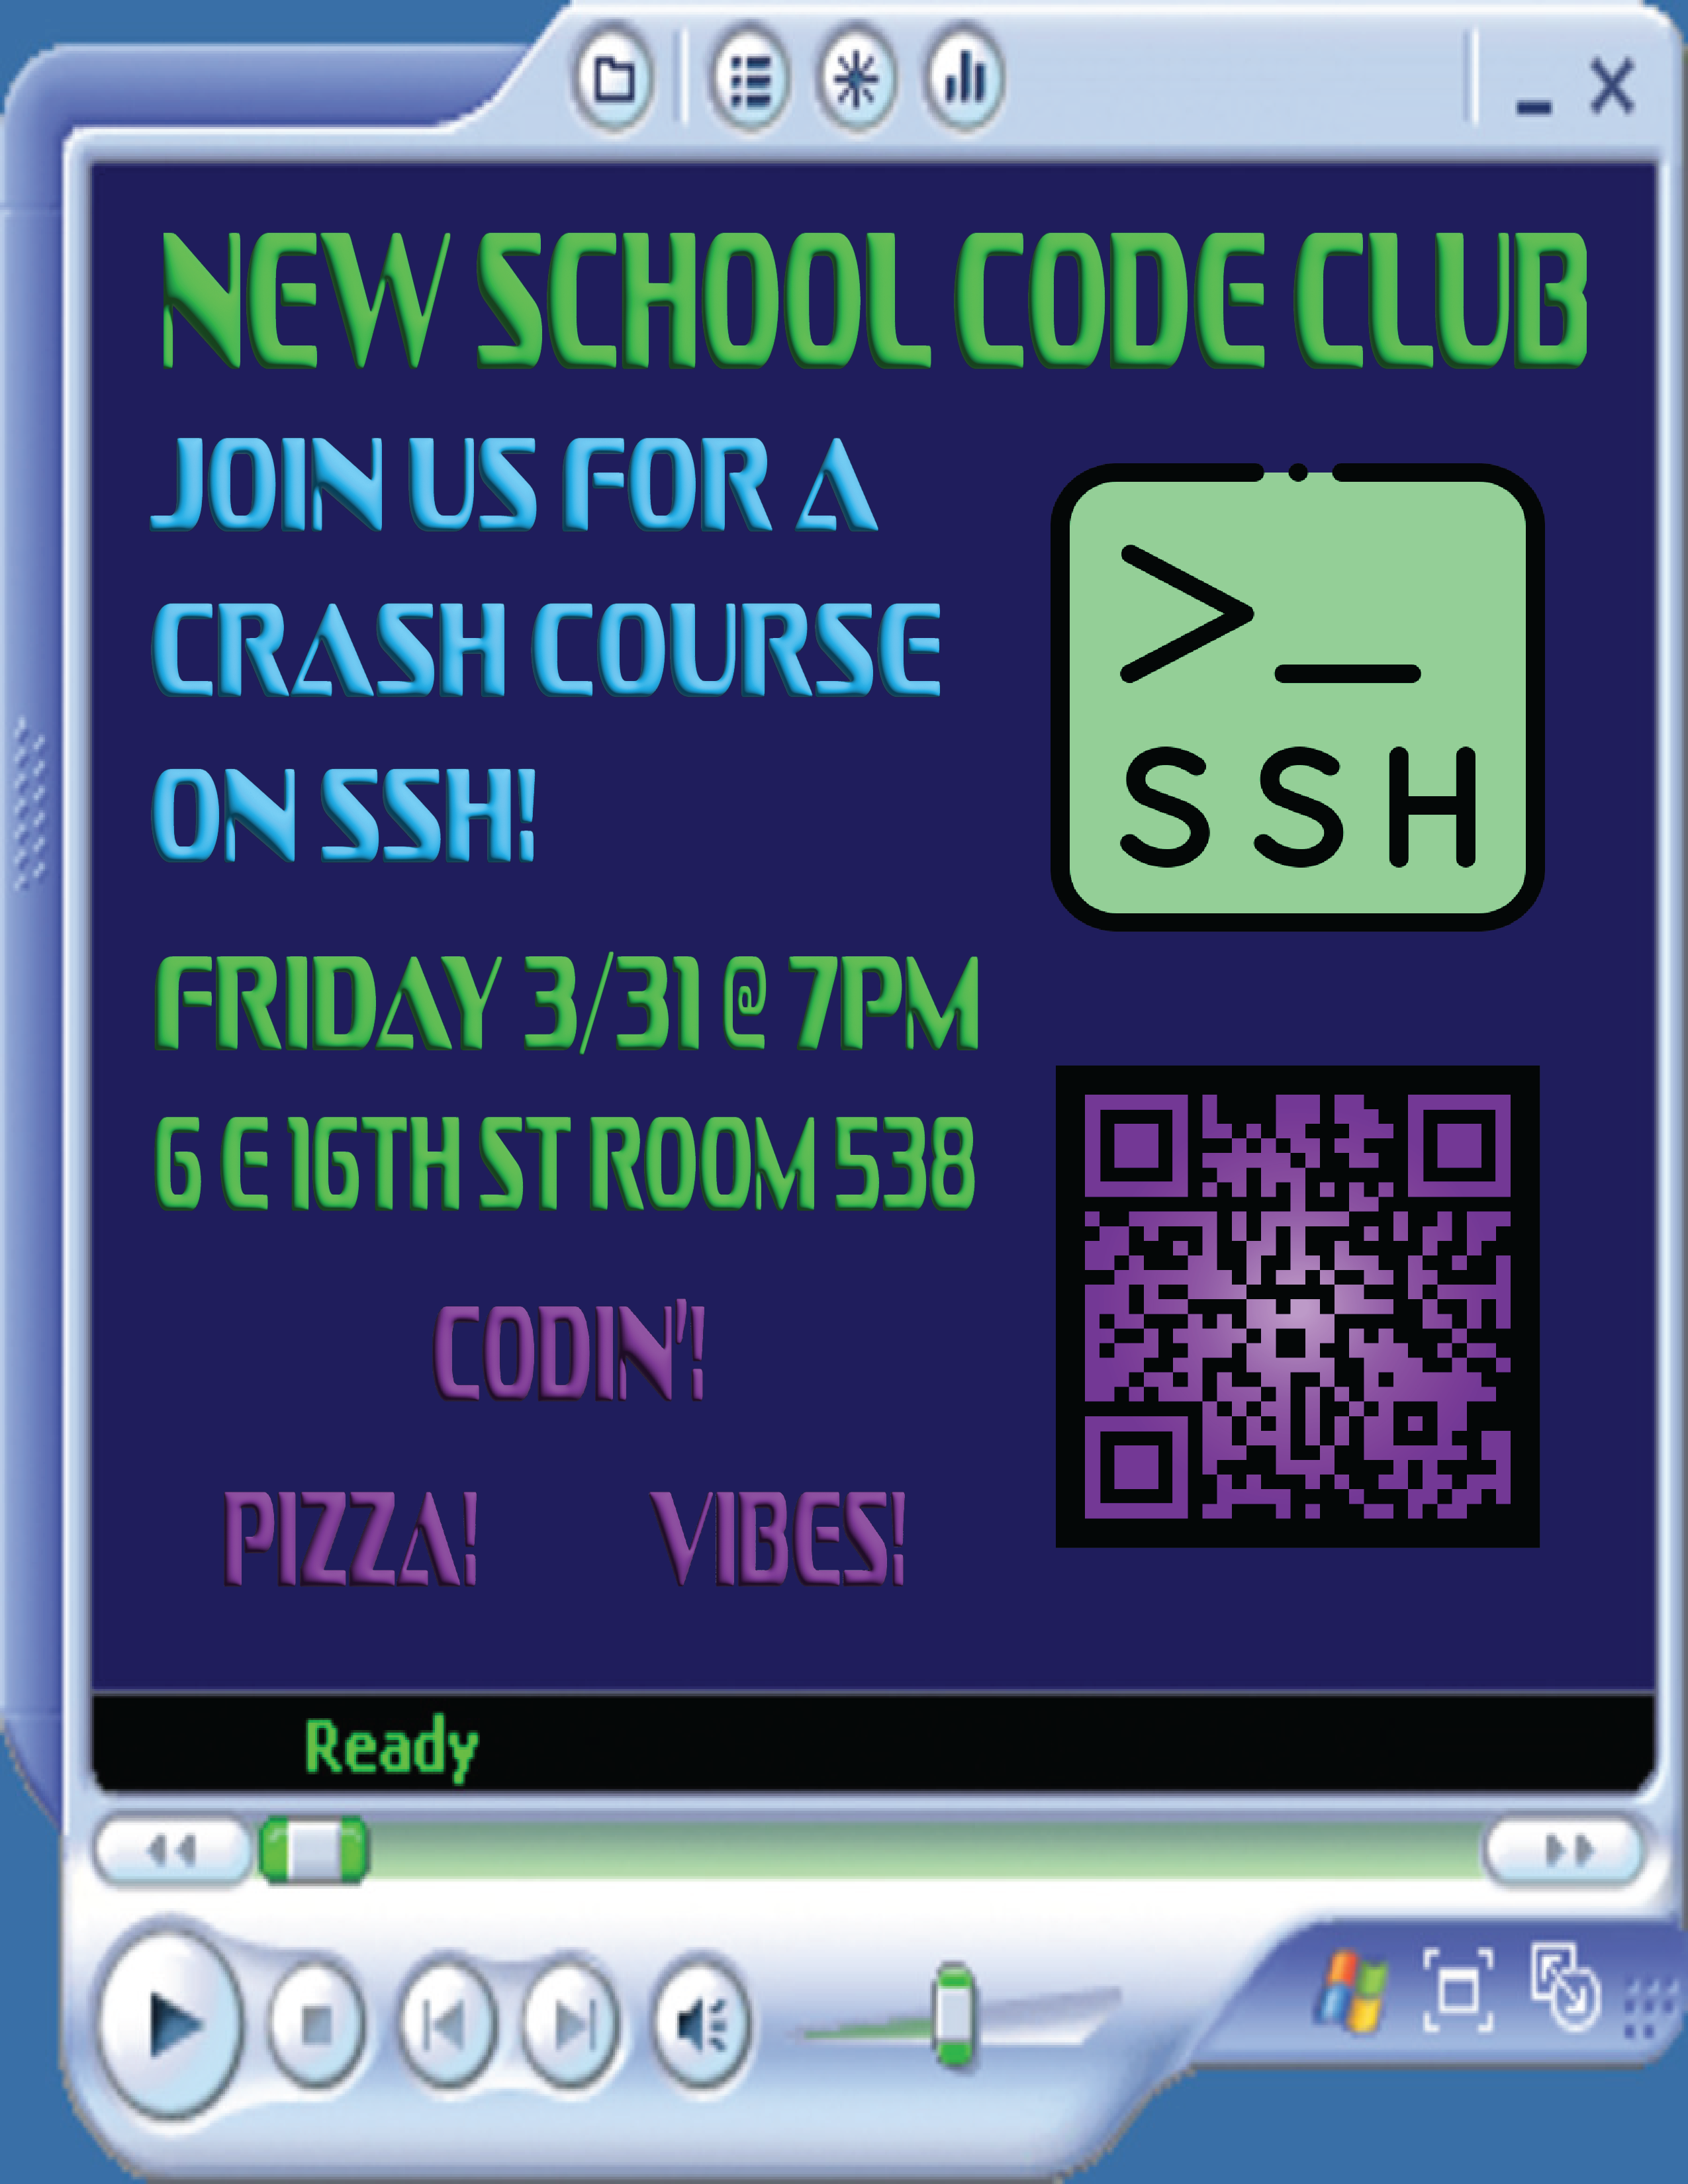 NEW SCHOOL CODE CLUB
JOIN US FOR A
CRASH COURSE
ON SSH!
>_
SSH
FRIDAY 3/31 @ 7PM
6 E 16TH ST ROOM 538
CODIN'!
PIZZA! VIBES!
Ready